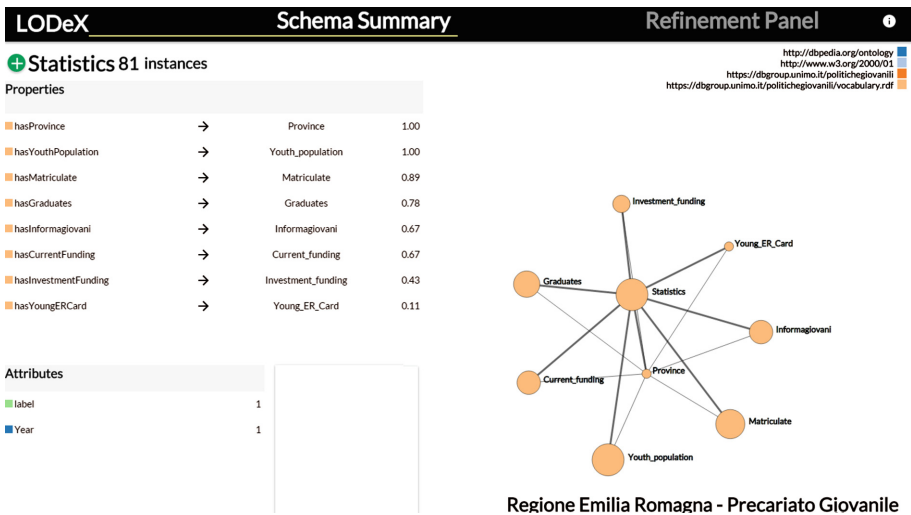 LODeX Schema Summary Refinement Panel i
Statistics 81 instances
http://dbpedia.org/ontology
http://www.w3.org/2000/01
https://dbgroup.unimo.it/politichegiovanili
https://dbgroup.unimo.it/politichegiovanili/vocabulary.rdf
Properties
hasProvince → Province 1.00
hasYouthPopulation → Youth_population 1.00
hasMatriculate → Matriculate 0.89
hasGraduates → Graduates 0.78
hasInformagiovani → Informagiovani 0.67
hasCurrentFunding → Current_funding 0.67
hasInvestmentFunding → Investment_funding 0.43
hasYoungERCard → Young_ER_Card 0.11
Attributes
label 1
Year 1
Investment_funding
Young_ER_Card
Graduates
Statistics
Informagiovani
Province
Current_funding
Matriculate
Youth_population
Regione Emilia Romagna - Precariato Giovanile